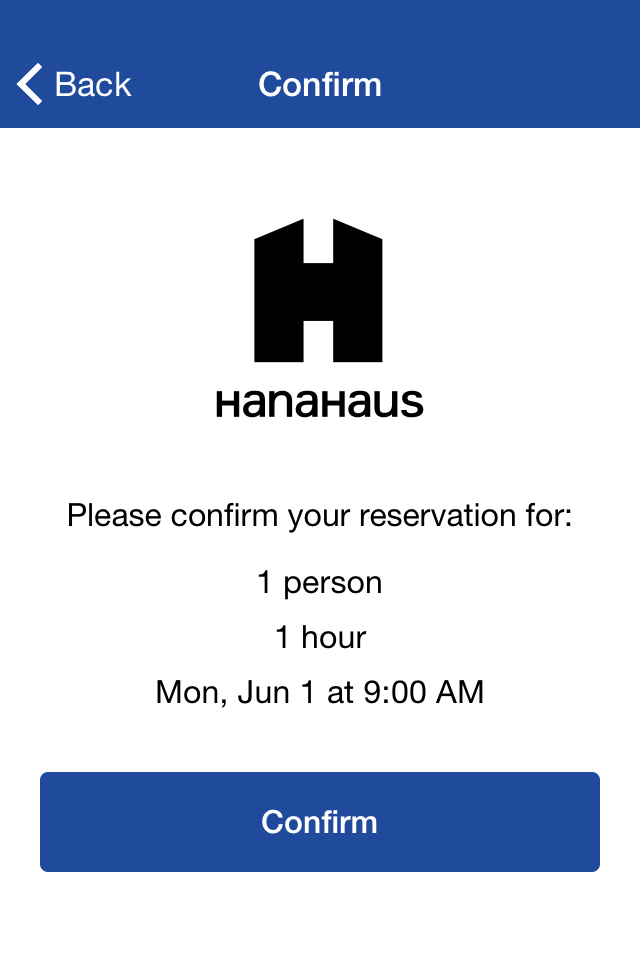 Back
Confirm
HANAHAUS
Please confirm your reservation for:
1 person
1 hour
Mon, Jun 1 at 9:00 AM
Confirm